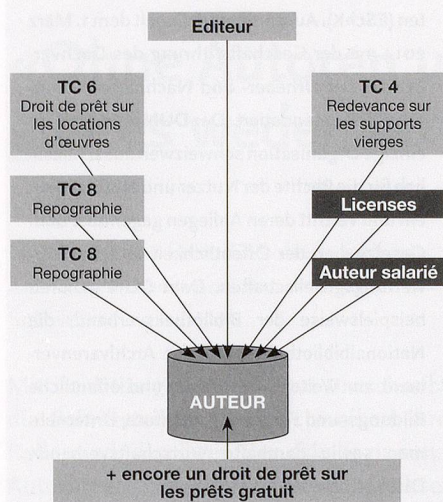 Editeur
TC 6
Droit de prêt sur
les locations
d'œuvres
TC 4
Redevance sur
les supports
vierges
TC 8
Repographie
Licenses
TC 8
Repographie
Auteur salarié
AUTEUR
+ encore un droit de prêt sur
les prêts gratuit